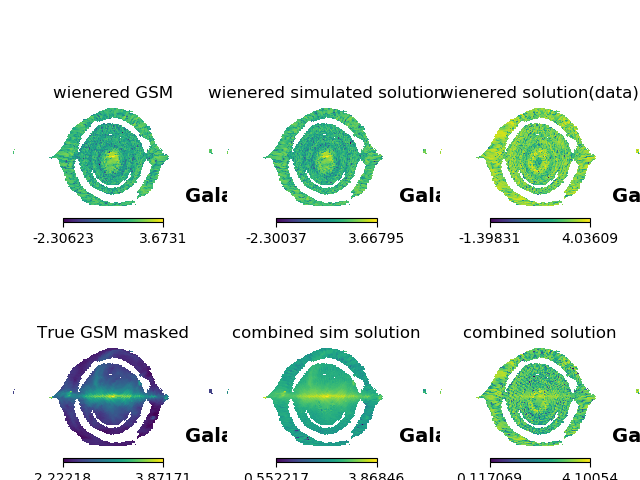 wienered GSM
wienered simulated solution
wienered solution(data)
Gala
Gala
Ga
-2.30623 3.6731
-2.30037 3.66795
-1.39831 4.03609
True GSM masked
combined sim solution
combined solution
Gala
Gala
Ga
2.22218 3.87171
0.552217 3.86846
0.117069 4.10054